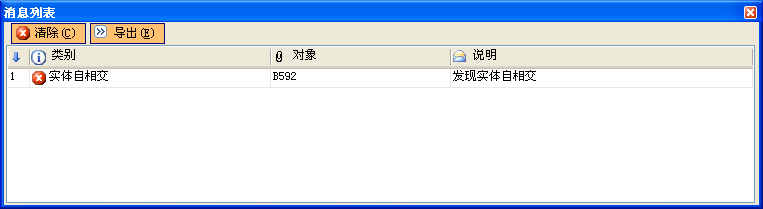 消息列表
清除(C) 导出(E)
类别 对象 说明
1 实体自相交 B592 发现实体自相交